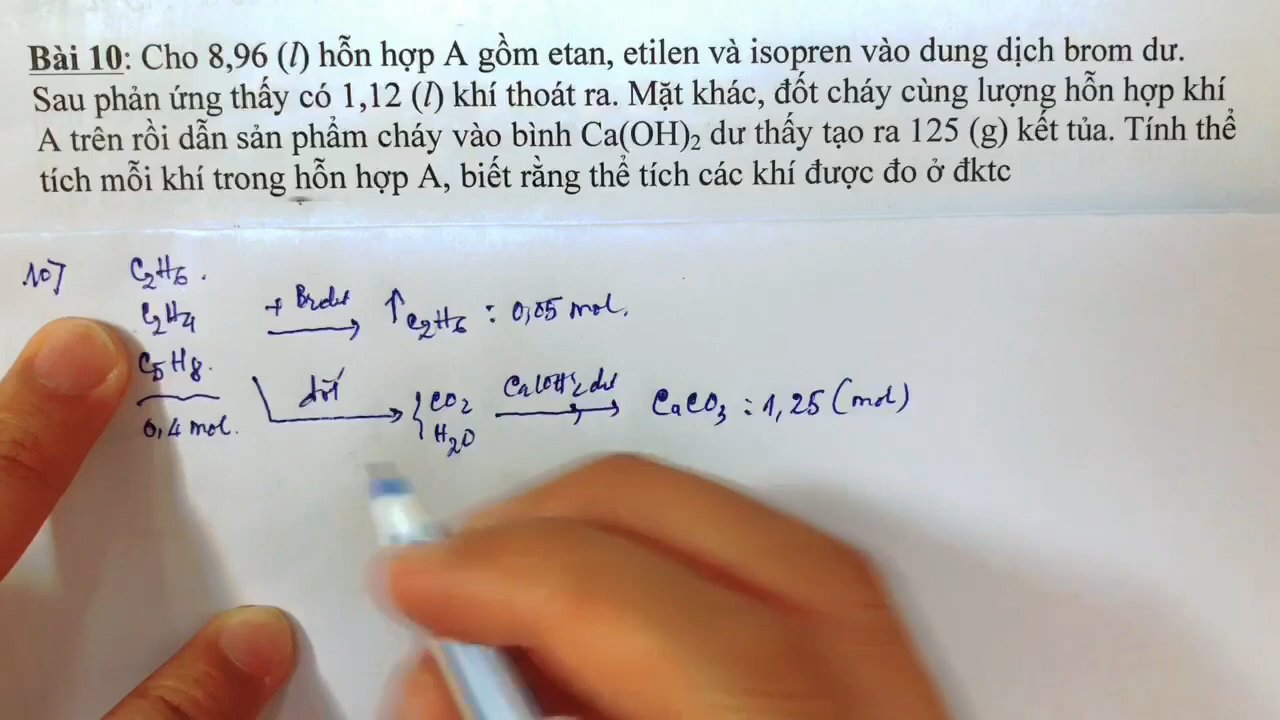 Bài 10: Cho 8,96 (l) hỗn hợp A gồm etan, etilen và isopren vào dung dịch brom dư.
Sau phản ứng thấy có 1,12 (l) khí thoát ra. Mặt khác, đốt cháy cùng lượng hỗn hợp khí
A trên rồi dẫn sản phẩm cháy vào bình Ca(OH)₂ dư thấy tạo ra 125 (g) kết tủa. Tính thể
tích mỗi khí trong hỗn hợp A, biết rằng thể tích các khí được đo ở đktc
10)
C₂H₆.
C₂H₄
C₅H₈.
0,4 mol.
+ Br₂ dư
↑ C₂H₆ : 0,05 mol.
đốt
CO₂
H₂O
Ca(OH)₂ dư
CaCO₃ : 1,25 (mol)